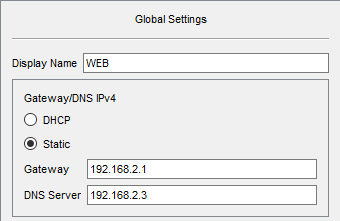 Global Settings
Display Name WEB
Gateway/DNS IPv4
DHCP
Static
Gateway 192.168.2.1
DNS Server 192.168.2.3